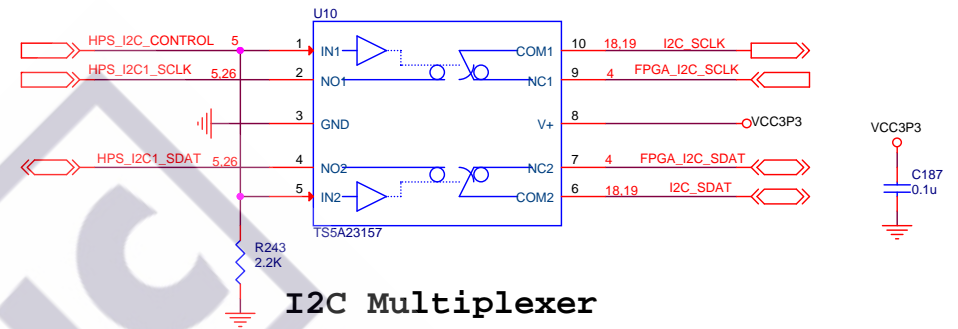 U10
HPS_I2C_CONTROL 5 1 IN1 COM1 10 18,19 I2C_SCLK
HPS_I2C1_SCLK 5,26 2 NO1 NC1 9 4 FPGA_I2C_SCLK
3 GND V+ 8 VCC3P3
HPS_I2C1_SDAT 5,26 4 NO2 NC2 7 4 FPGA_I2C_SDAT
5 IN2 COM2 6 18,19 I2C_SDAT
TS5A23157
VCC3P3
C187
0.1u
R243
2.2K
I2C Multiplexer